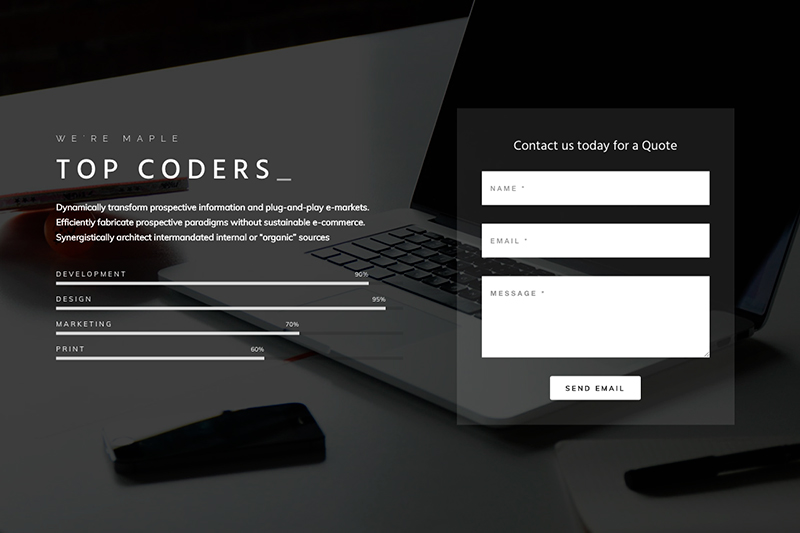 WE'RE MAPLE
TOP CODERS_
Dynamically transform prospective information and plug-and-play e-markets.
Efficiently fabricate prospective paradigms without sustainable e-commerce.
Synergistically architect intermandated internal or "organic" sources
DEVELOPMENT 90%
DESIGN 95%
MARKETING 70%
PRINT 60%
Contact us today for a Quote
NAME *
EMAIL *
MESSAGE *
SEND EMAIL